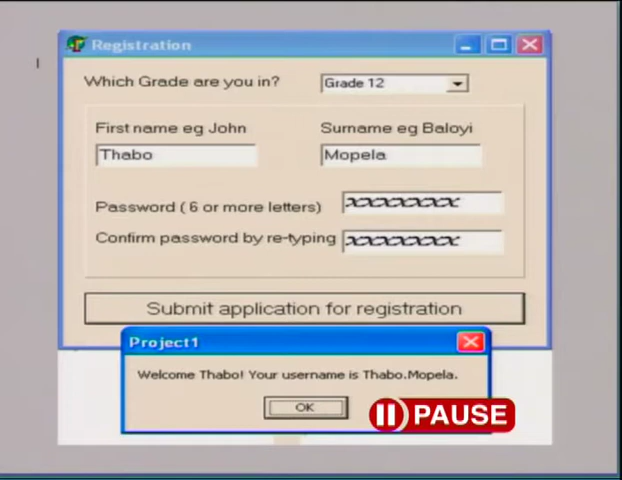 Registration
Which Grade are you in?
Grade 12
First name eg John
Surname eg Baloyi
Thabo
Mopela
Password ( 6 or more letters)
xxxxxxxx
Confirm password by re-typing
xxxxxxxx
Submit application for registration
Project1
Welcome Thabo! Your username is Thabo.Mopela.
OK
PAUSE